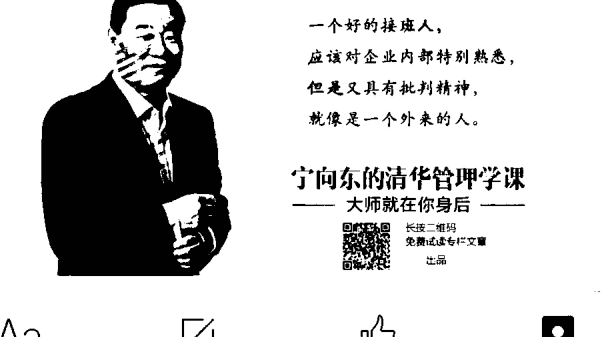 一个好的接班人，
应该对企业内部特别熟悉，
但是又具有批判精神，
就像是一个外来的人。
宁向东的清华管理学课
大师就在你身后
长按二维码
免费试读专栏文章
出品
Aa